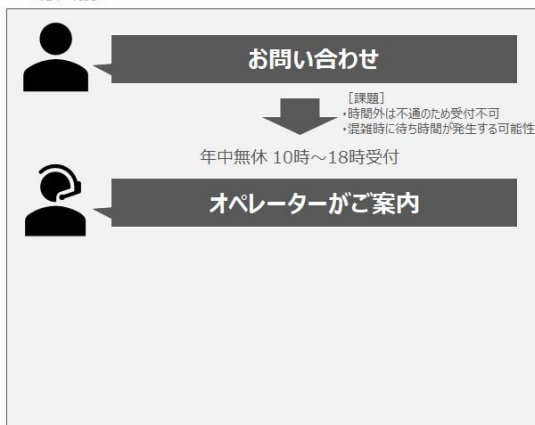 お問い合わせ
［課題］
・時間外は不通のため受付不可
・混雑時に待ち時間が発生する可能性
年中無休 10時～18時受付
オペレーターがご案内